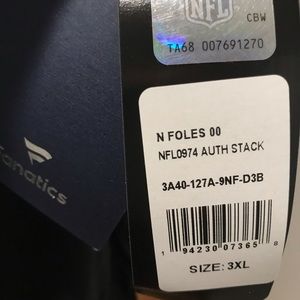 NFL
CBW
TA68 007691270
Fanatics
N FOLES 00
NFL0974 AUTH STACK
3A40-127A-9NF-D3B
1 94230 07365 8
SIZE: 3XL